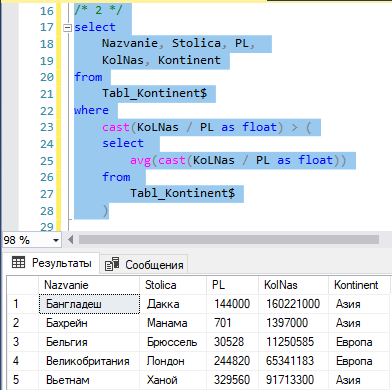 16 /* 2 */
17 select
18 Nazvanie, Stolica, PL,
19 KolNas, Kontinent
20 from
21 Tabl_Kontinent$
22 where
23 cast(KoLNas / PL as float) > (
24 select
25 avg(cast(KoLNas / PL as float))
26 from
27 Tabl_Kontinent$
28 )
29
98 %
Результаты Сообщения
Nazvanie Stolica PL KolNas Kontinent
1 Бангладеш Дакка 144000 160221000 Азия
2 Бахрейн Манама 701 1397000 Азия
3 Бельгия Брюссель 30528 11250585 Европа
4 Великобритания Лондон 244820 65341183 Европа
5 Вьетнам Ханой 329560 91713300 Азия